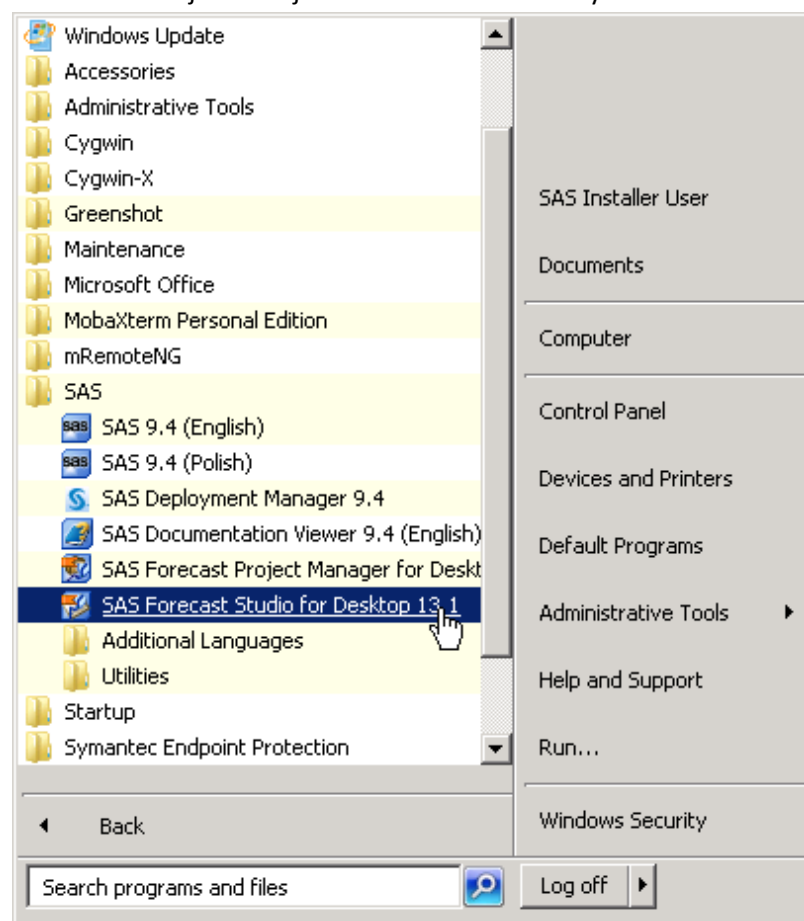 Windows Update
Accessories
Administrative Tools
Cygwin
Cygwin-X
Greenshot
Maintenance
Microsoft Office
MobaXterm Personal Edition
mRemoteNG
SAS
sas SAS 9.4 (English)
sas SAS 9.4 (Polish)
SAS Deployment Manager 9.4
SAS Documentation Viewer 9.4 (English)
SAS Forecast Project Manager for Deskt
SAS Forecast Studio for Desktop 13.1
Additional Languages
Utilities
Startup
Symantec Endpoint Protection
Back
Search programs and files
SAS Installer User
Documents
Computer
Control Panel
Devices and Printers
Default Programs
Administrative Tools
Help and Support
Run...
Windows Security
Log off